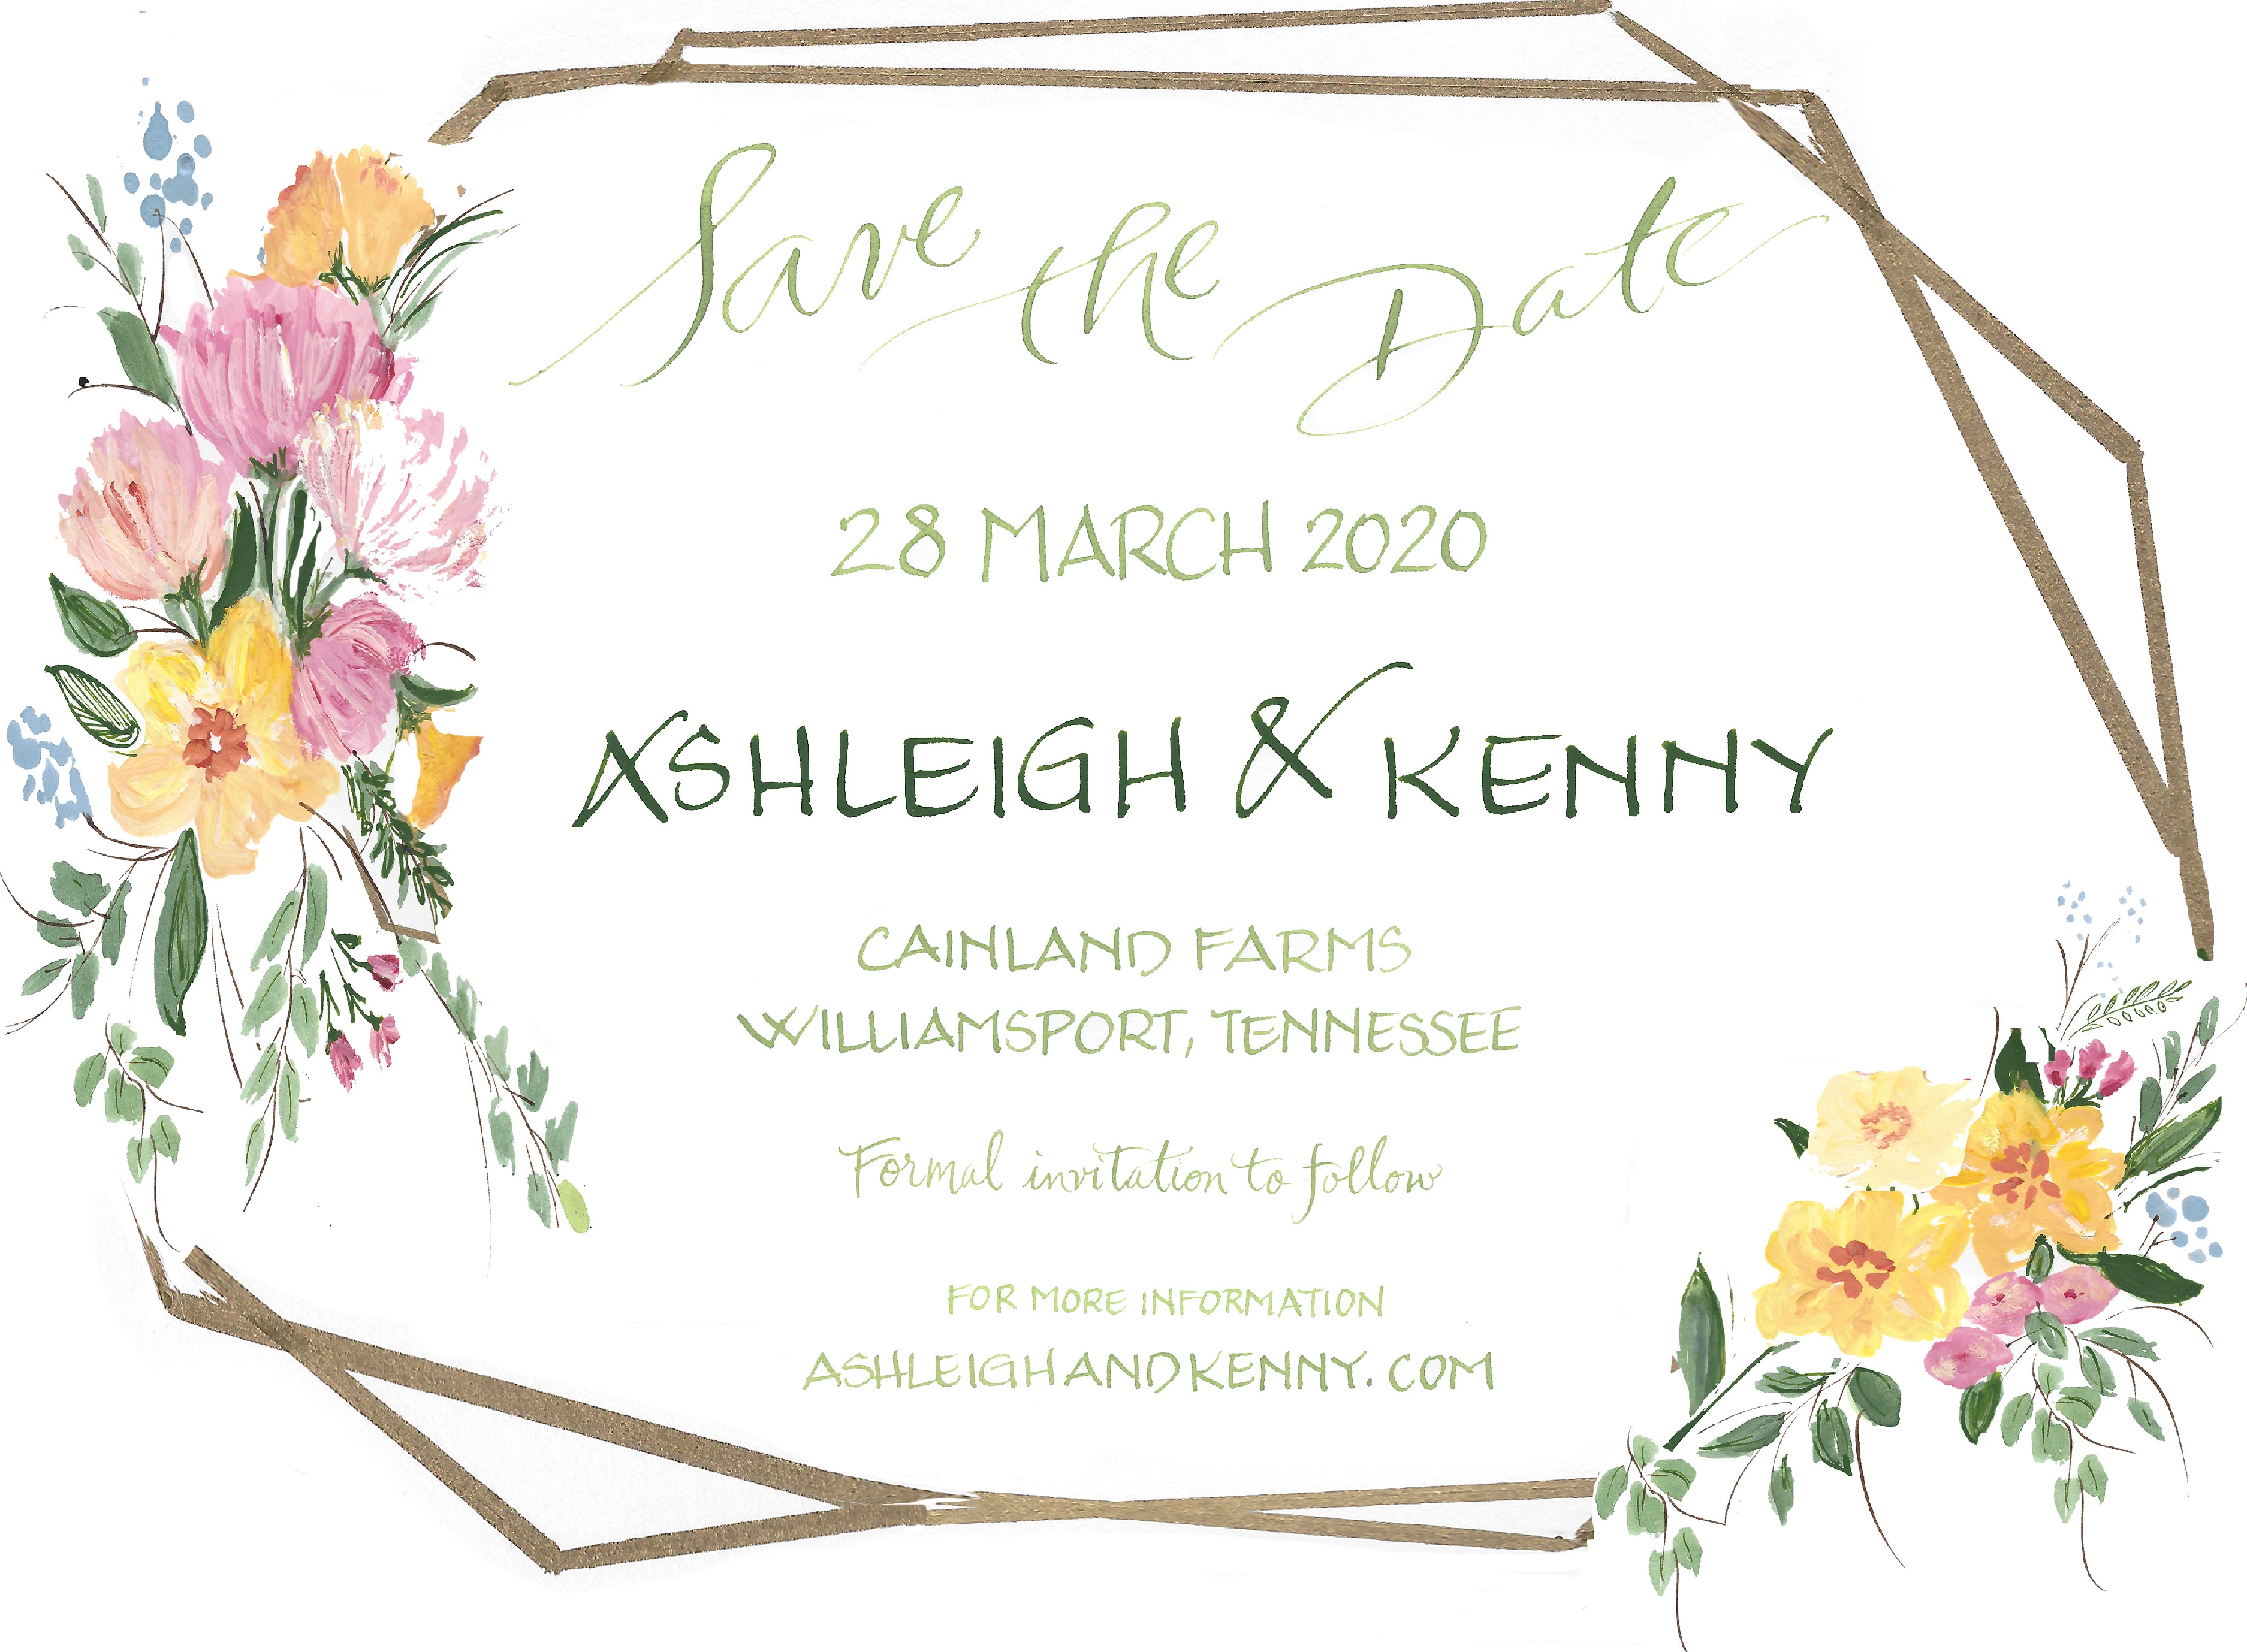 Save the Date
28 MARCH 2020
ASHLEIGH & KENNY
CAINLAND FARMS
WILLIAMSPORT, TENNESSEE
Formal invitation to follow
FOR MORE INFORMATION
ASHLEIGHANDKENNY.COM